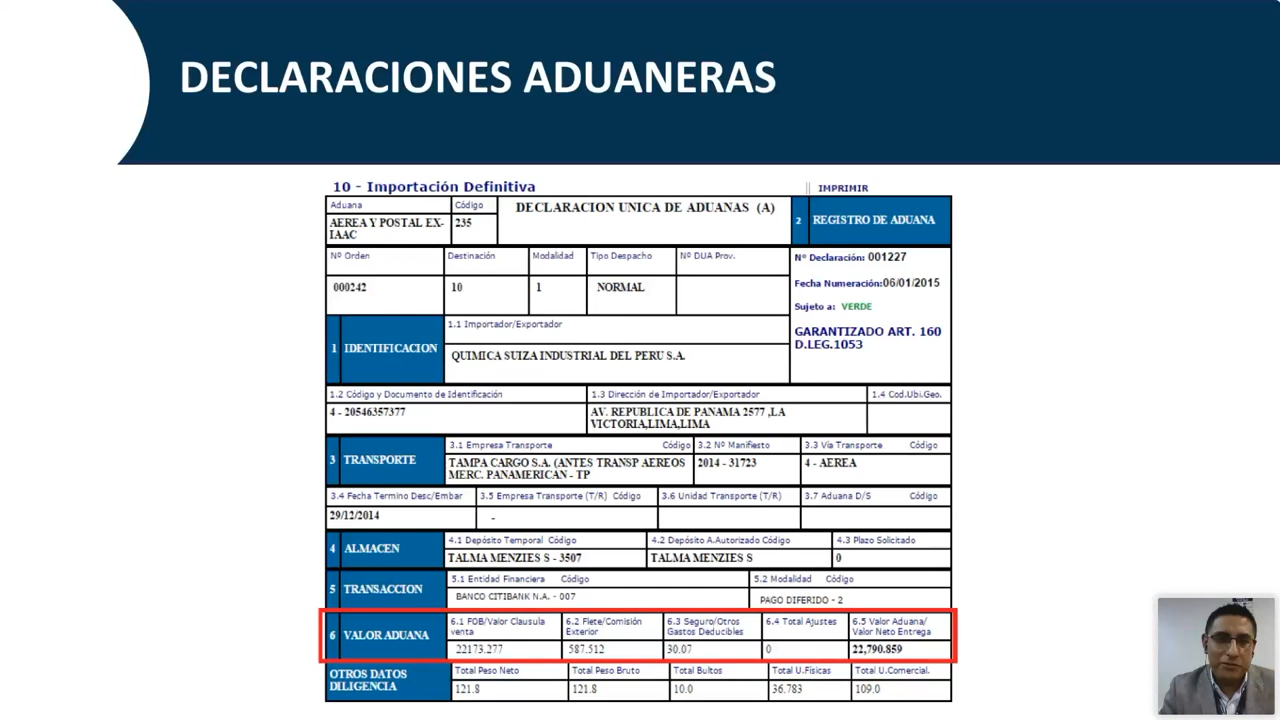 DECLARACIONES ADUANERAS
10 - Importación Definitiva
IMPRIMIR
Aduana
Código
DECLARACION UNICA DE ADUANAS (A)
2
REGISTRO DE ADUANA
AEREA Y POSTAL EX-
IAAC
235
Nº Orden
Destinación
Modalidad
Tipo Despacho
Nº DUA Prov.
000242
10
1
NORMAL
Nº Declaración: 001227
Fecha Numeración:06/01/2015
Sujeto a: VERDE
GARANTIZADO ART. 160
D.LEG.1053
1 IDENTIFICACION
1.1 Importador/Exportador
QUIMICA SUIZA INDUSTRIAL DEL PERU S.A.
1.2 Código y Documento de Identificación
1.3 Dirección de Importador/Exportador
1.4 Cod.Ubi.Geo.
4 - 20546357377
AV. REPUBLICA DE PANAMA 2577 ,LA
VICTORIA,LIMA,LIMA
3 TRANSPORTE
3.1 Empresa Transporte Código
3.2 Nº Manifiesto
3.3 Vía Transporte Código
TAMPA CARGO S.A. (ANTES TRANSP AEREOS
MERC. PANAMERICAN - TP
2014 - 31723
4 - AEREA
3.4 Fecha Termino Desc/Embar
3.5 Empresa Transporte (T/R) Código
3.6 Unidad Transporte (T/R)
3.7 Aduana D/S Código
29/12/2014
-
4 ALMACEN
4.1 Depósito Temporal Código
4.2 Depósito A.Autorizado Código
4.3 Plazo Solicitado
TALMA MENZIES S - 3507
TALMA MENZIES S
0
5 TRANSACCION
5.1 Entidad Financiera Código
5.2 Modalidad Código
BANCO CITIBANK N.A. - 007
PAGO DIFERIDO - 2
6 VALOR ADUANA
6.1 FOB/Valor Clausula
venta
6.2 Flete/Comisión
Exterior
6.3 Seguro/Otros
Gastos Deducibles
6.4 Total Ajustes
6.5 Valor Aduana/
Valor Neto Entrega
22173.277
587.512
30.07
0
22,790.859
OTROS DATOS
DILIGENCIA
Total Peso Neto
Total Peso Bruto
Total Bultos
Total U.Físicas
Total U.Comercial.
121.8
121.8
10.0
36.783
109.0